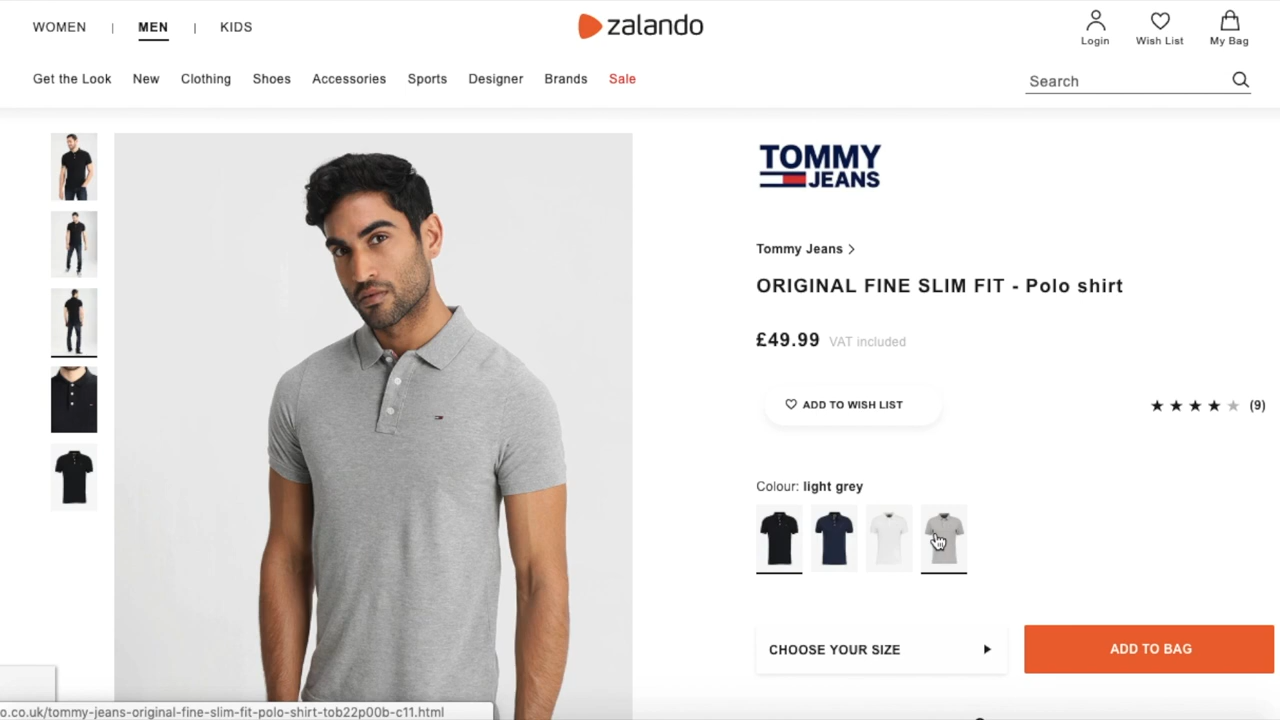 WOMEN | MEN | KIDS
zalando
Login Wish List My Bag
Get the Look New Clothing Shoes Accessories Sports Designer Brands Sale
Search
TOMMY
JEANS
Tommy Jeans >
ORIGINAL FINE SLIM FIT - Polo shirt
£49.99 VAT included
ADD TO WISH LIST
(9)
Colour: light grey
CHOOSE YOUR SIZE
ADD TO BAG
o.co.uk/tommy-jeans-original-fine-slim-fit-polo-shirt-tob22p00b-c11.html